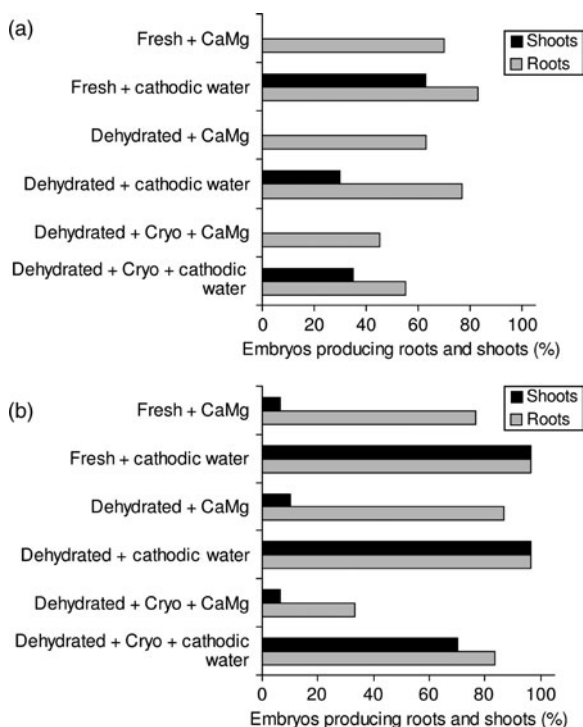 (a)
Shoots
Roots
Fresh + CaMg
Fresh + cathodic water
Dehydrated + CaMg
Dehydrated + cathodic water
Dehydrated + Cryo + CaMg
Dehydrated + Cryo + cathodic
water
0 20 40 60 80 100
Embryos producing roots and shoots (%)
(b)
Shoots
Roots
Fresh + CaMg
Fresh + cathodic water
Dehydrated + CaMg
Dehydrated + cathodic water
Dehydrated + Cryo + CaMg
Dehydrated + Cryo + cathodic
water
0 20 40 60 80 100
Embryos producing roots and shoots (%)